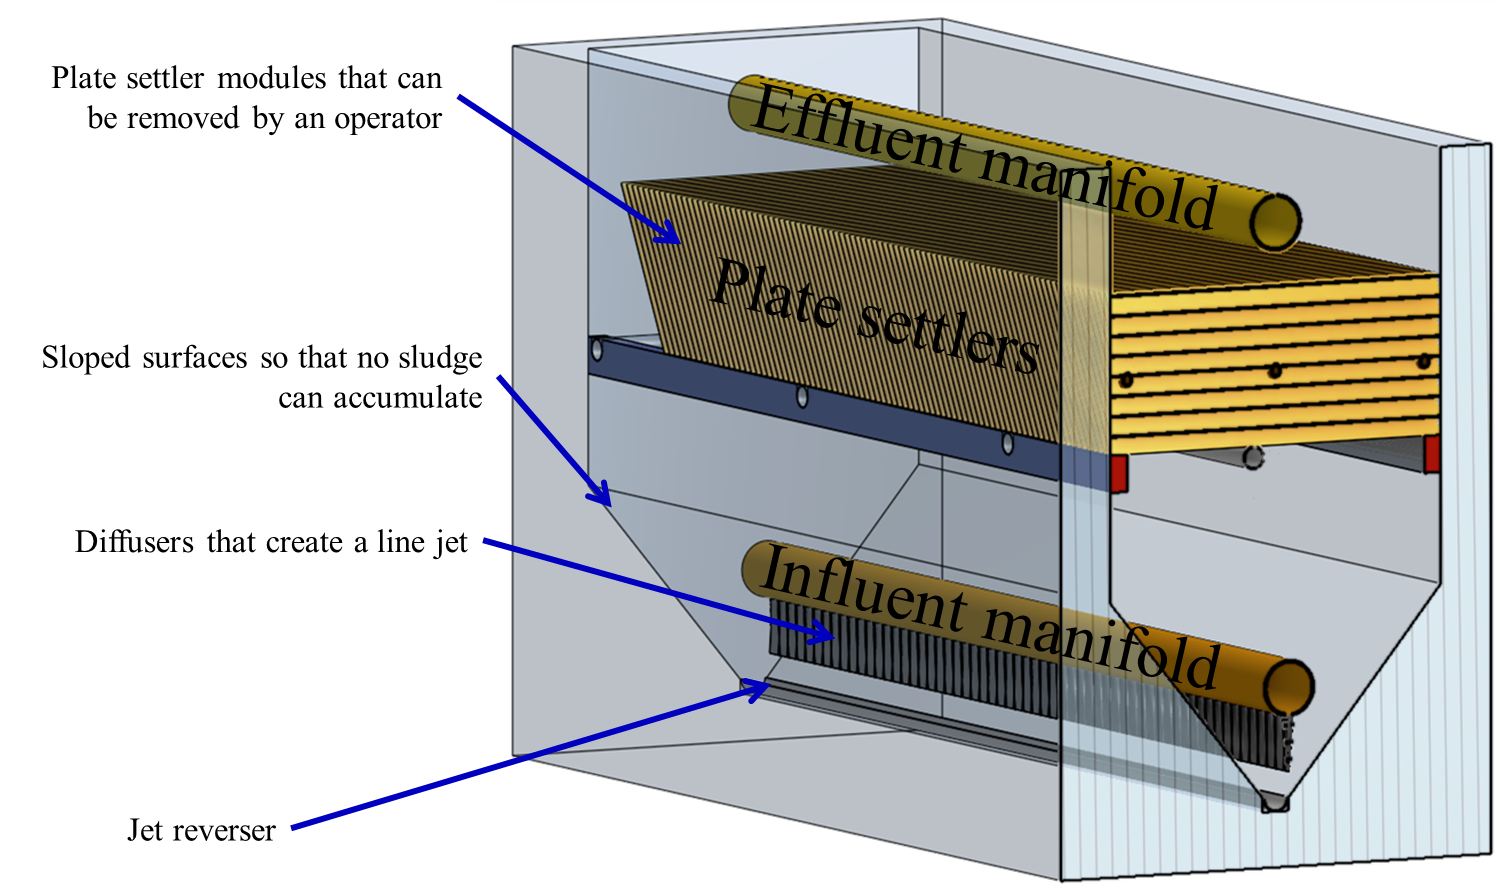 Plate settler modules that can
be removed by an operator
Effluent manifold
Plate settlers
Sloped surfaces so that no sludge
can accumulate
Diffusers that create a line jet
Influent manifold
Jet reverser